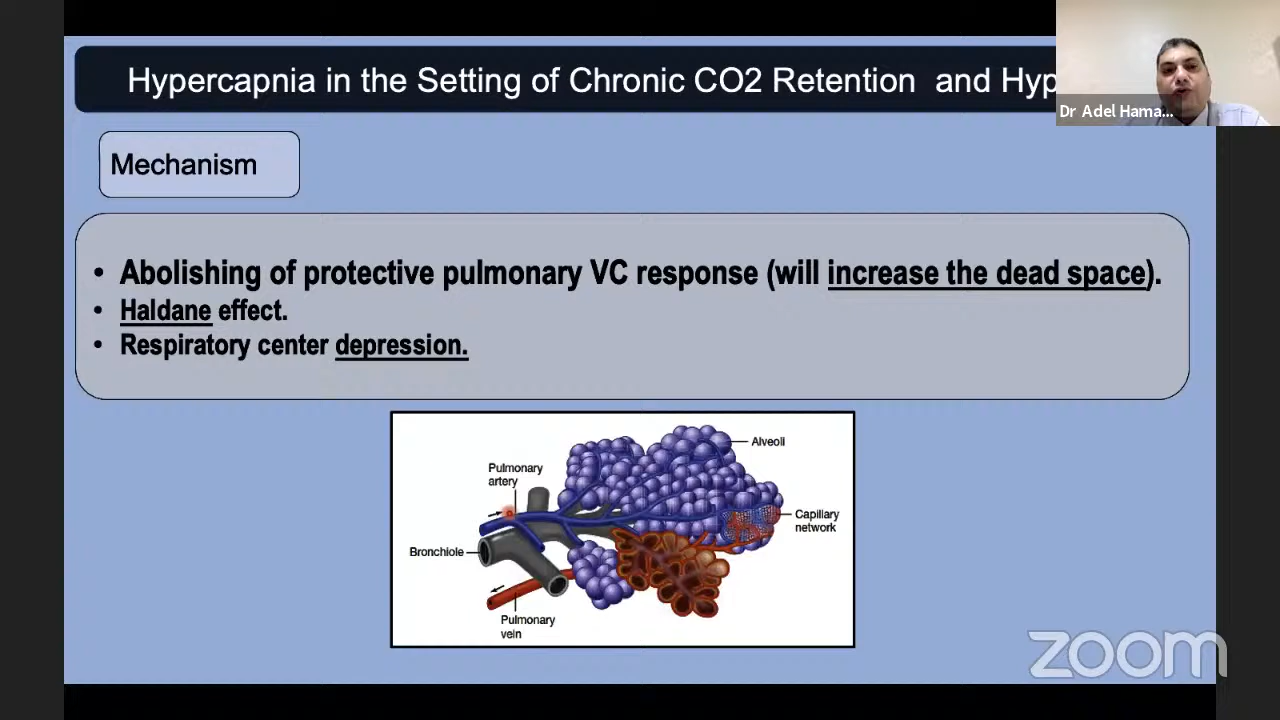 Hypercapnia in the Setting of Chronic CO2 Retention and Hyp
Dr Adel Hama...
Mechanism
• Abolishing of protective pulmonary VC response (will increase the dead space).
• Haldane effect.
• Respiratory center depression.
Alveoli
Pulmonary
artery
Capillary
network
Bronchiole
Pulmonary
vein
zoom